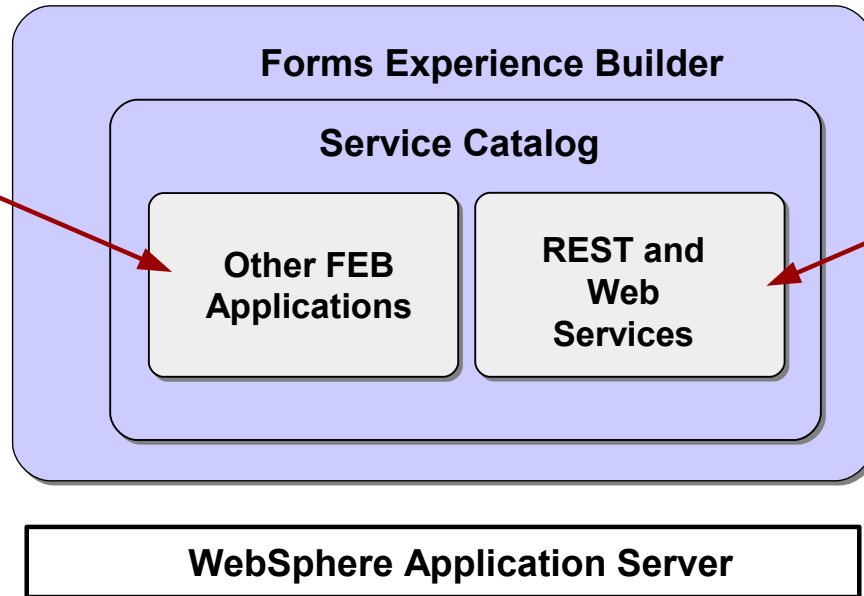 Forms Experience Builder
Service Catalog
Other FEB
Applications
REST and
Web
Services
WebSphere Application Server